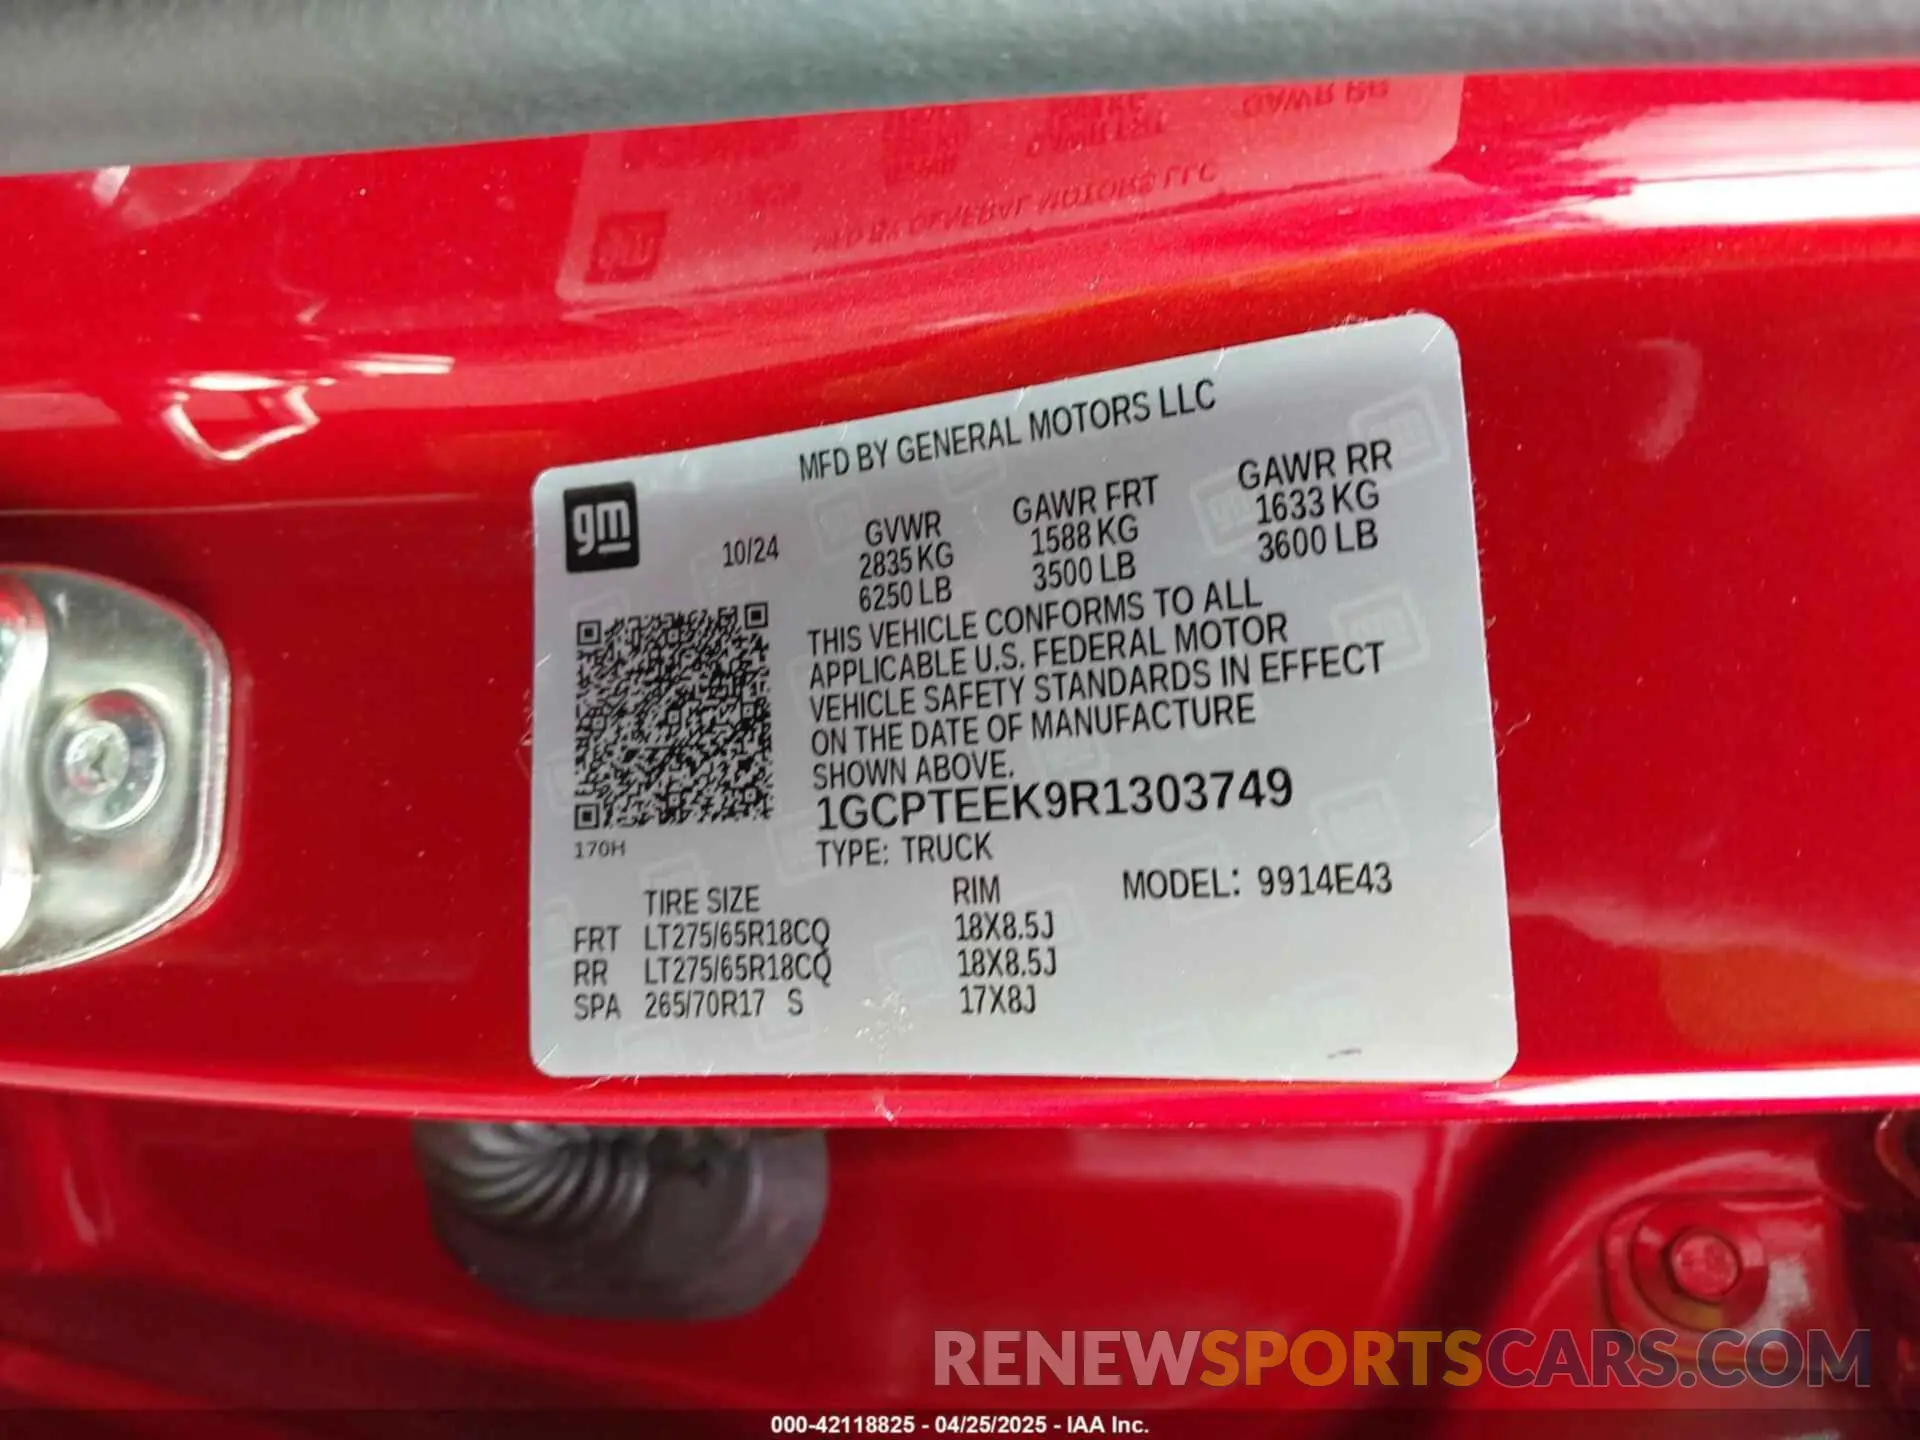 MFD BY GENERAL MOTORS LLC
gm
10/24
GVWR
2835 KG
6250 LB
GAWR FRT
1588 KG
3500 LB
GAWR RR
1633 KG
3600 LB
THIS VEHICLE CONFORMS TO ALL
APPLICABLE U.S. FEDERAL MOTOR
VEHICLE SAFETY STANDARDS IN EFFECT
ON THE DATE OF MANUFACTURE
SHOWN ABOVE.
1GCPTEEK9R1303749
170H
TYPE: TRUCK
MODEL: 9914E43
TIRE SIZE RIM
FRT LT275/65R18CQ 18X8.5J
RR LT275/65R18CQ 18X8.5J
SPA 265/70R17 S 17X8J
RENEWSPORTSCARS.COM
000-42118825 - 04/25/2025 - IAA Inc.